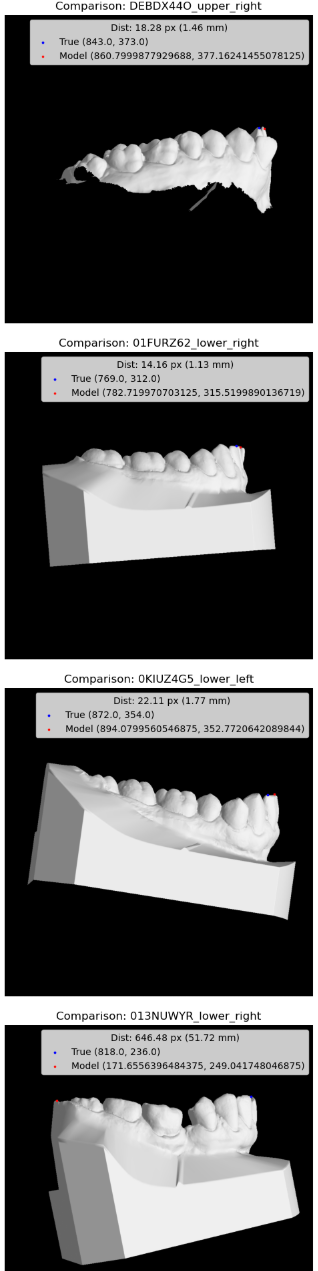 Comparison: DEBDX44O_upper_right
Dist: 18.28 px (1.46 mm)
True (843.0, 373.0)
Model (860.7999877929688, 377.16241455078125)
Comparison: 01FURZ62_lower_right
Dist: 14.16 px (1.13 mm)
True (769.0, 312.0)
Model (782.719970703125, 315.5199890136719)
Comparison: 0KIUZ4G5_lower_left
Dist: 22.11 px (1.77 mm)
True (872.0, 354.0)
Model (894.0799560546875, 352.7720642089844)
Comparison: 013NUWYR_lower_right
Dist: 646.48 px (51.72 mm)
True (818.0, 236.0)
Model (171.6556396484375, 249.041748046875)